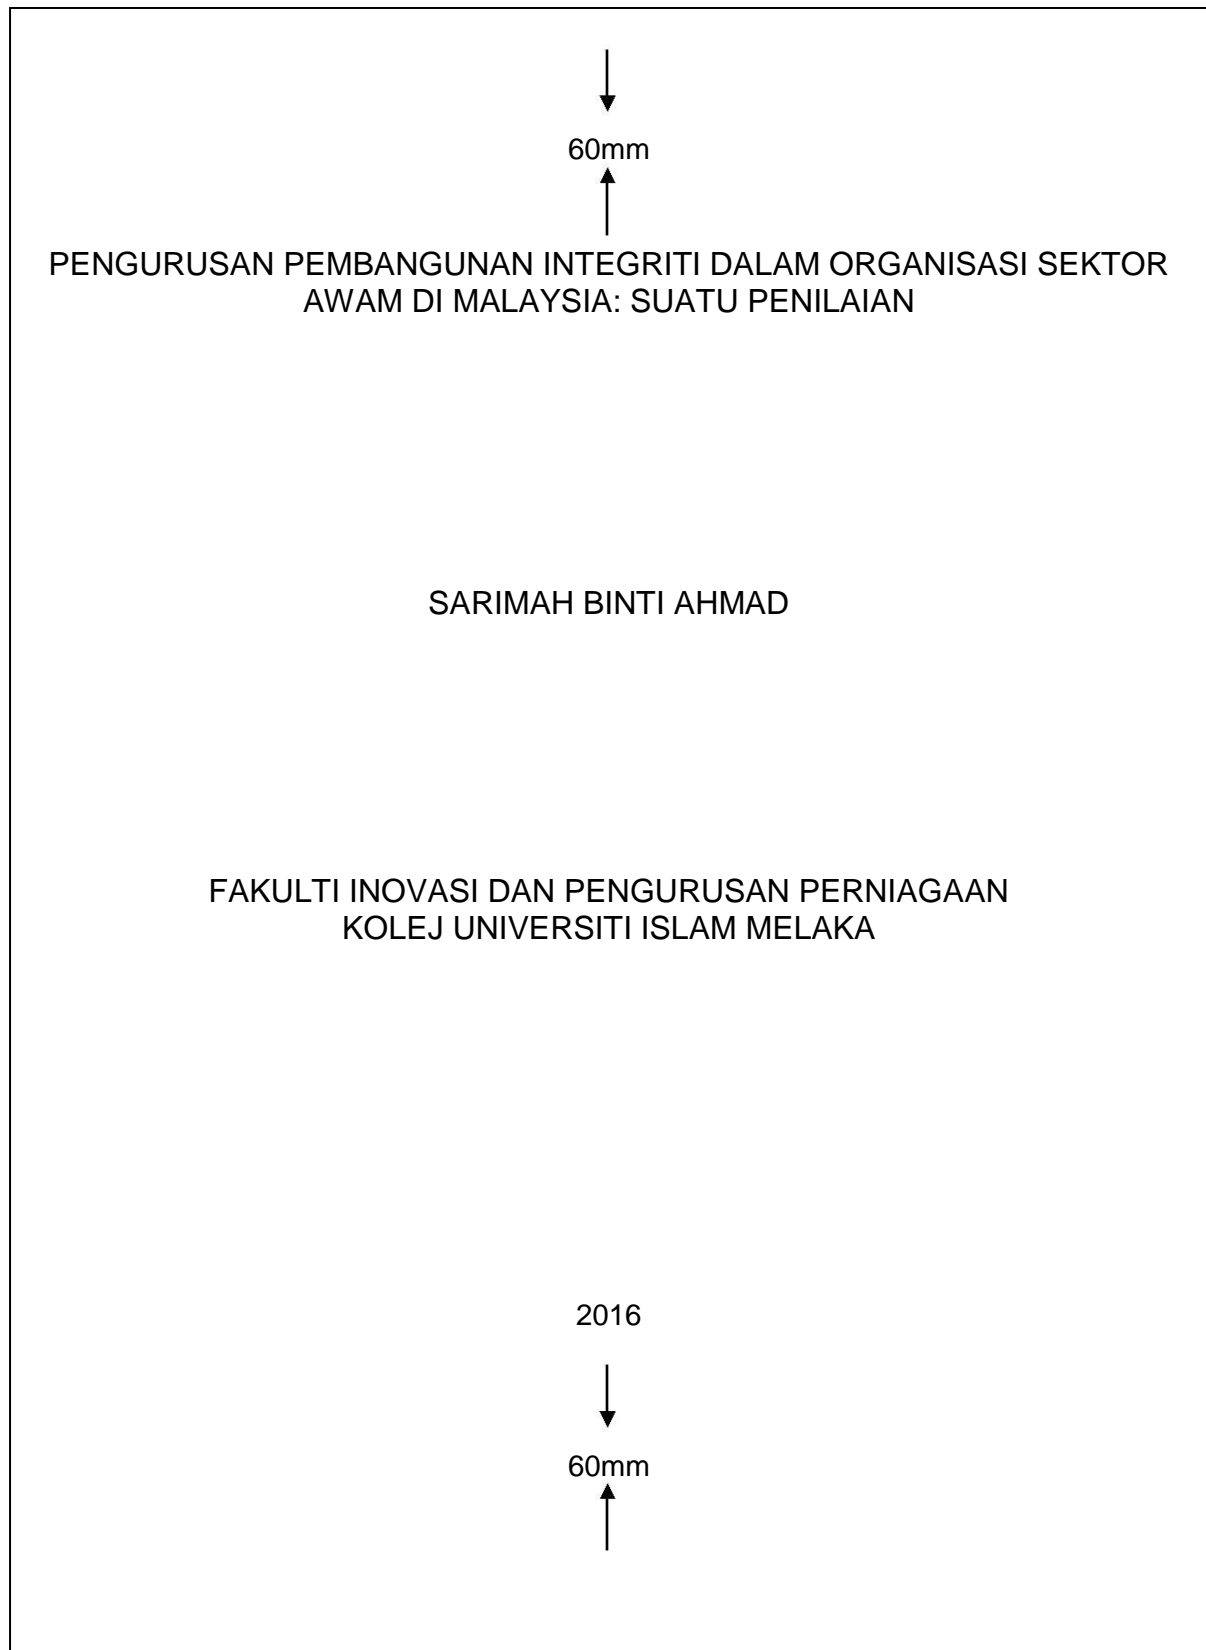 60mm
PENGURUSAN PEMBANGUNAN INTEGRITI DALAM ORGANISASI SEKTOR
AWAM DI MALAYSIA: SUATU PENILAIAN
SARIMAH BINTI AHMAD
FAKULTI INOVASI DAN PENGURUSAN PERNIAGAAN
KOLEJ UNIVERSITI ISLAM MELAKA
2016
60mm